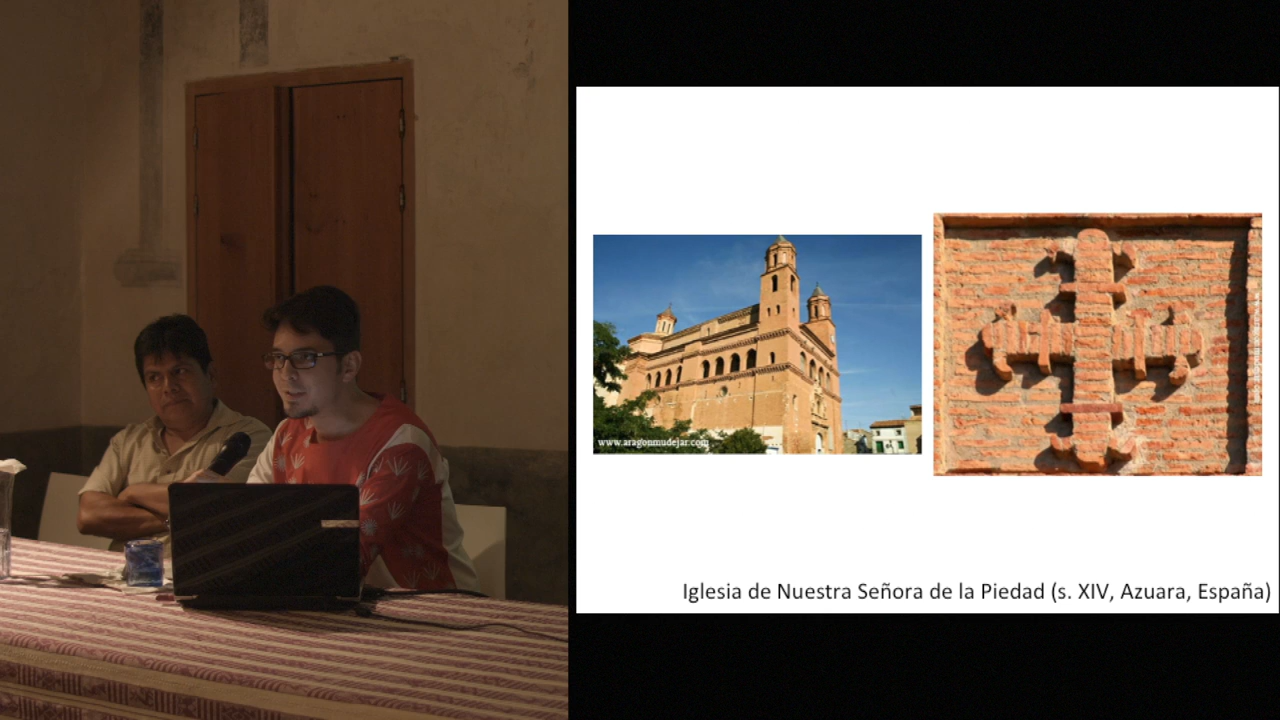 www.aragonmudejar.com
Iglesia de Nuestra Señora de la Piedad (s. XIV, Azuara, España)